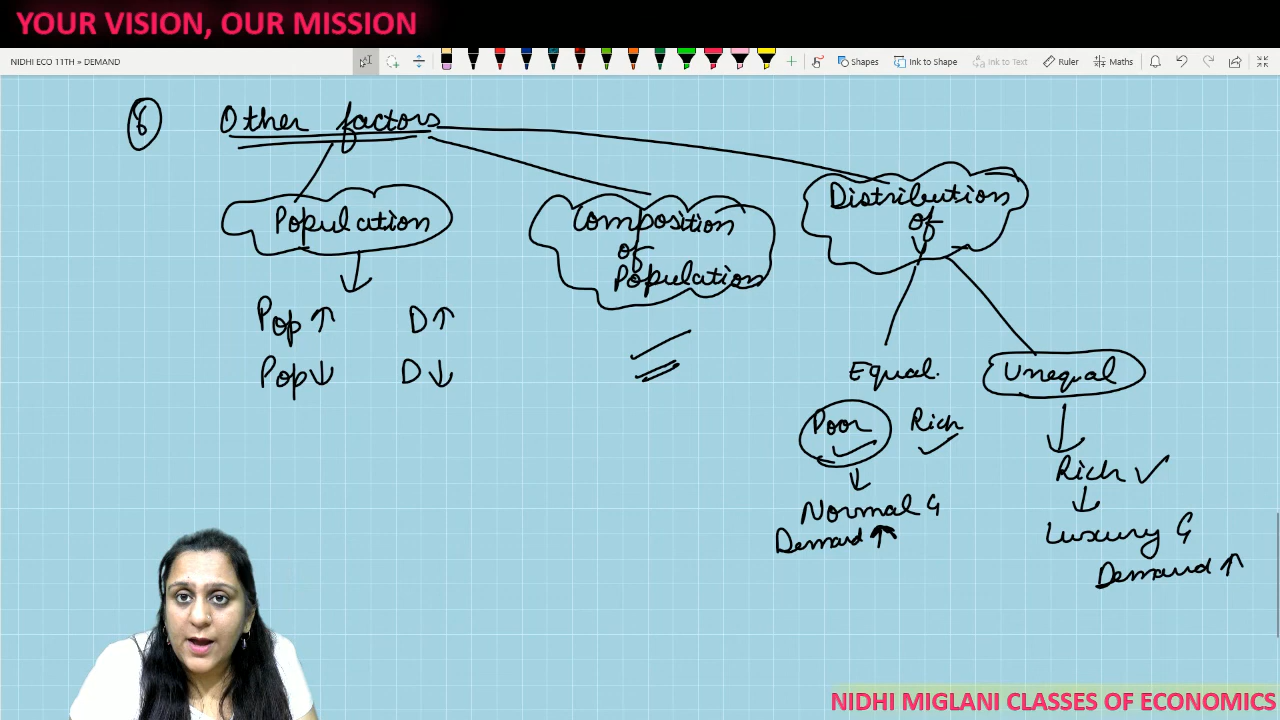 YOUR VISION, OUR MISSION
NIDHI ECO 11TH » DEMAND
Shapes
Ink to Shape
Ink to Text
Ruler
Maths
Other factors
Population
Pop ↑ D ↑
Pop ↓ D ↓
Composition
of
Population
Distribution
of
Y
Equal.
Unequal
Poor ✓ Rich ✓
Normal G
Demand ↑
Rich ✓
Luxury G
Demand ↑
NIDHI MIGLANI CLASSES OF ECONOMICS